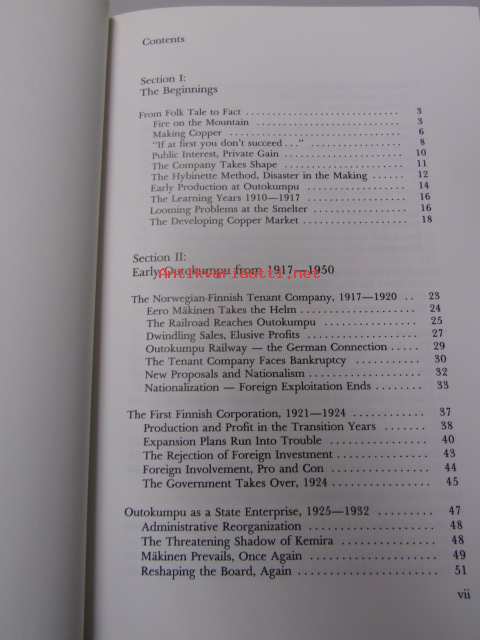 Contents
Section I:
The Beginnings
From Folk Tale to Fact . . . . . . . . . . . . . . . . . . . . . . . . . . . . 3
Fire on the Mountain . . . . . . . . . . . . . . . . . . . . . . . . . . 3
Making Copper . . . . . . . . . . . . . . . . . . . . . . . . . . . . . . 6
"If at first you don't succeed . . ." . . . . . . . . . . . . . . . . 8
Public Interest, Private Gain . . . . . . . . . . . . . . . . . . . . 10
The Company Takes Shape . . . . . . . . . . . . . . . . . . . . . 11
The Hybinette Method, Disaster in the Making . . . . . . 12
Early Production at Outokumpu . . . . . . . . . . . . . . . . . 14
The Learning Years 1910—1917 . . . . . . . . . . . . . . . . . 16
Looming Problems at the Smelter . . . . . . . . . . . . . . . . 16
The Developing Copper Market . . . . . . . . . . . . . . . . . . 18
Section II:
Early Outokumpu from 1917—1950
Antikvariaatti.net
The Norwegian-Finnish Tenant Company, 1917—1920 . . 23
Eero Mäkinen Takes the Helm . . . . . . . . . . . . . . . . . . . 24
The Railroad Reaches Outokumpu . . . . . . . . . . . . . . . 25
Dwindling Sales, Elusive Profits . . . . . . . . . . . . . . . . . 27
Outokumpu Railway — the German Connection . . . . . 29
The Tenant Company Faces Bankruptcy . . . . . . . . . . . 30
New Proposals and Nationalism . . . . . . . . . . . . . . . . . 32
Nationalization — Foreign Exploitation Ends . . . . . . . . 33
The First Finnish Corporation, 1921—1924 . . . . . . . . . . . . 37
Production and Profit in the Transition Years . . . . . . . 38
Expansion Plans Run Into Trouble . . . . . . . . . . . . . . . 40
The Rejection of Foreign Investment . . . . . . . . . . . . . . 43
Foreign Involvement, Pro and Con . . . . . . . . . . . . . . . 44
The Government Takes Over, 1924 . . . . . . . . . . . . . . . 45
Outokumpu as a State Enterprise, 1925—1932 . . . . . . . . . 47
Administrative Reorganization . . . . . . . . . . . . . . . . . . 48
The Threatening Shadow of Kemira . . . . . . . . . . . . . . 48
Mäkinen Prevails, Once Again . . . . . . . . . . . . . . . . . . 49
Reshaping the Board, Again . . . . . . . . . . . . . . . . . . . . 51
vii